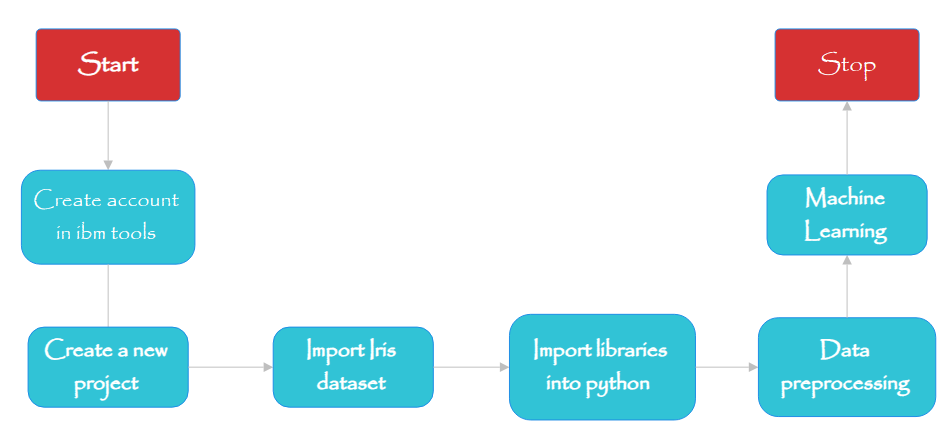 Start
Create account
in ibm tools
Create a new
project
Import Iris
dataset
Import libraries
into python
Data
preprocessing
Machine
Learning
Stop